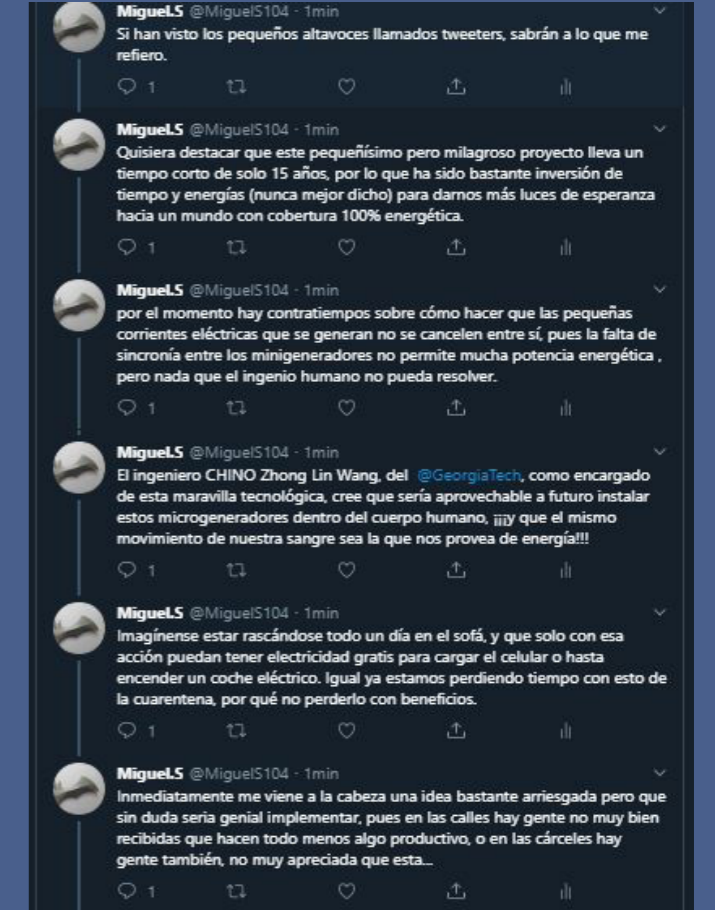 Miguel.S @MiguelS104 · 1min
Si han visto los pequeños altavoces llamados tweeters, sabrán a lo que me
refiero.
1
Miguel.S @MiguelS104 · 1min
Quisiera destacar que este pequeñísimo pero milagroso proyecto lleva un
tiempo corto de solo 15 años, por lo que ha sido bastante inversión de
tiempo y energías (nunca mejor dicho) para darnos más luces de esperanza
hacia un mundo con cobertura 100% energética.
1
Miguel.S @MiguelS104 · 1min
por el momento hay contratiempos sobre cómo hacer que las pequeñas
corrientes eléctricas que se generan no se cancelen entre sí, pues la falta de
sincronía entre los minigeneradores no permite mucha potencia energética ,
pero nada que el ingenio humano no pueda resolver.
1
Miguel.S @MiguelS104 · 1min
El ingeniero CHINO Zhong Lin Wang, del @GeorgiaTech, como encargado
de esta maravilla tecnológica, cree que sería aprovechable a futuro instalar
estos microgeneradores dentro del cuerpo humano, ¡¡¡y que el mismo
movimiento de nuestra sangre sea la que nos provea de energía!!!
1
Miguel.S @MiguelS104 · 1min
Imagínense estar rascándose todo un día en el sofá, y que solo con esa
acción puedan tener electricidad gratis para cargar el celular o hasta
encender un coche eléctrico. Igual ya estamos perdiendo tiempo con esto de
la cuarentena, por qué no perderlo con beneficios.
1
Miguel.S @MiguelS104 · 1min
Inmediatamente me viene a la cabeza una idea bastante arriesgada pero que
sin duda seria genial implementar, pues en las calles hay gente no muy bien
recibidas que hacen todo menos algo productivo, o en las cárceles hay
gente también, no muy apreciada que esta...
1